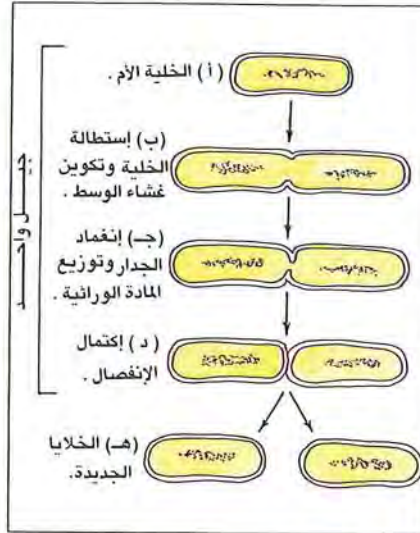 (أ) الخلية الأم .
(ب) إستطالة
الخلية وتكوين
غشاء الوسط .
(جـ) إنغماد
الجدار وتوزيع
المادة الوراثية .
(د) إكتمال
الإنفصال .
(هـ) الخلايا
الجديدة.
جيل واحد